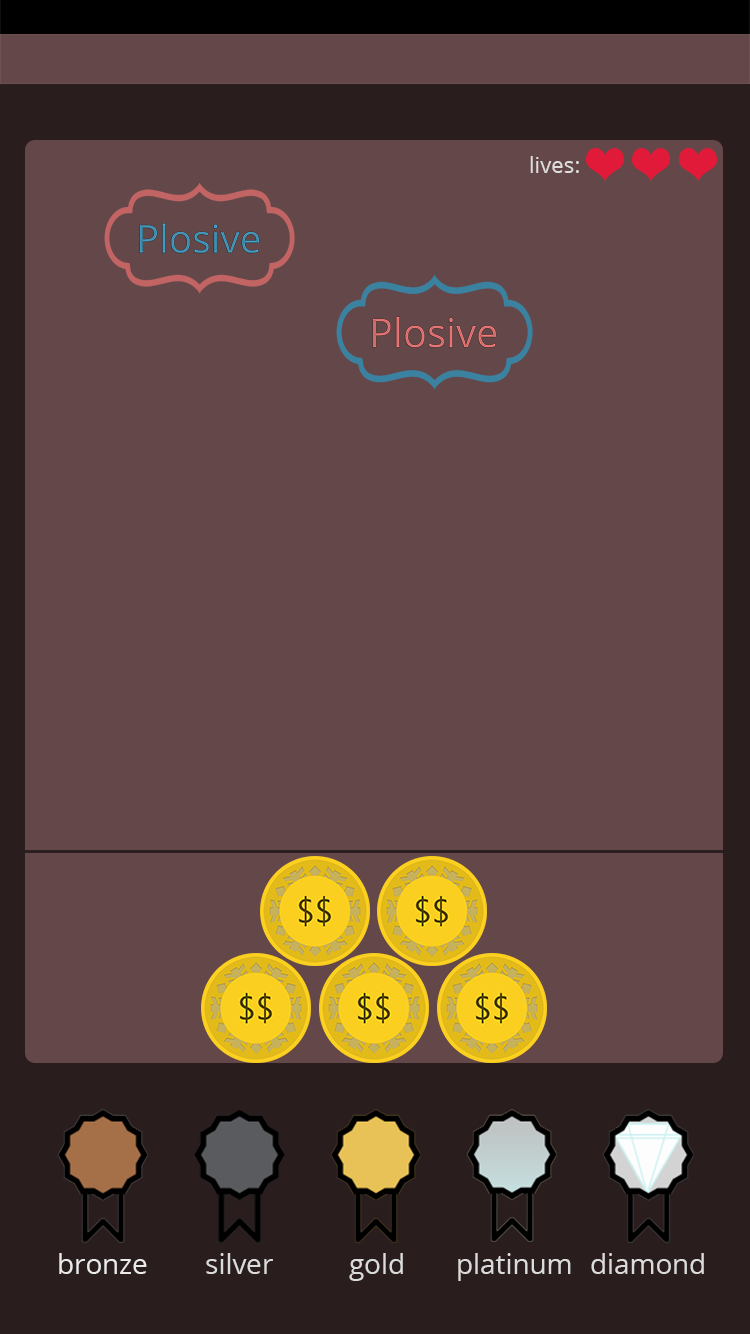 lives:
Plosive
Plosive
$$ $$
$$ $$ $$
bronze silver gold platinum diamond